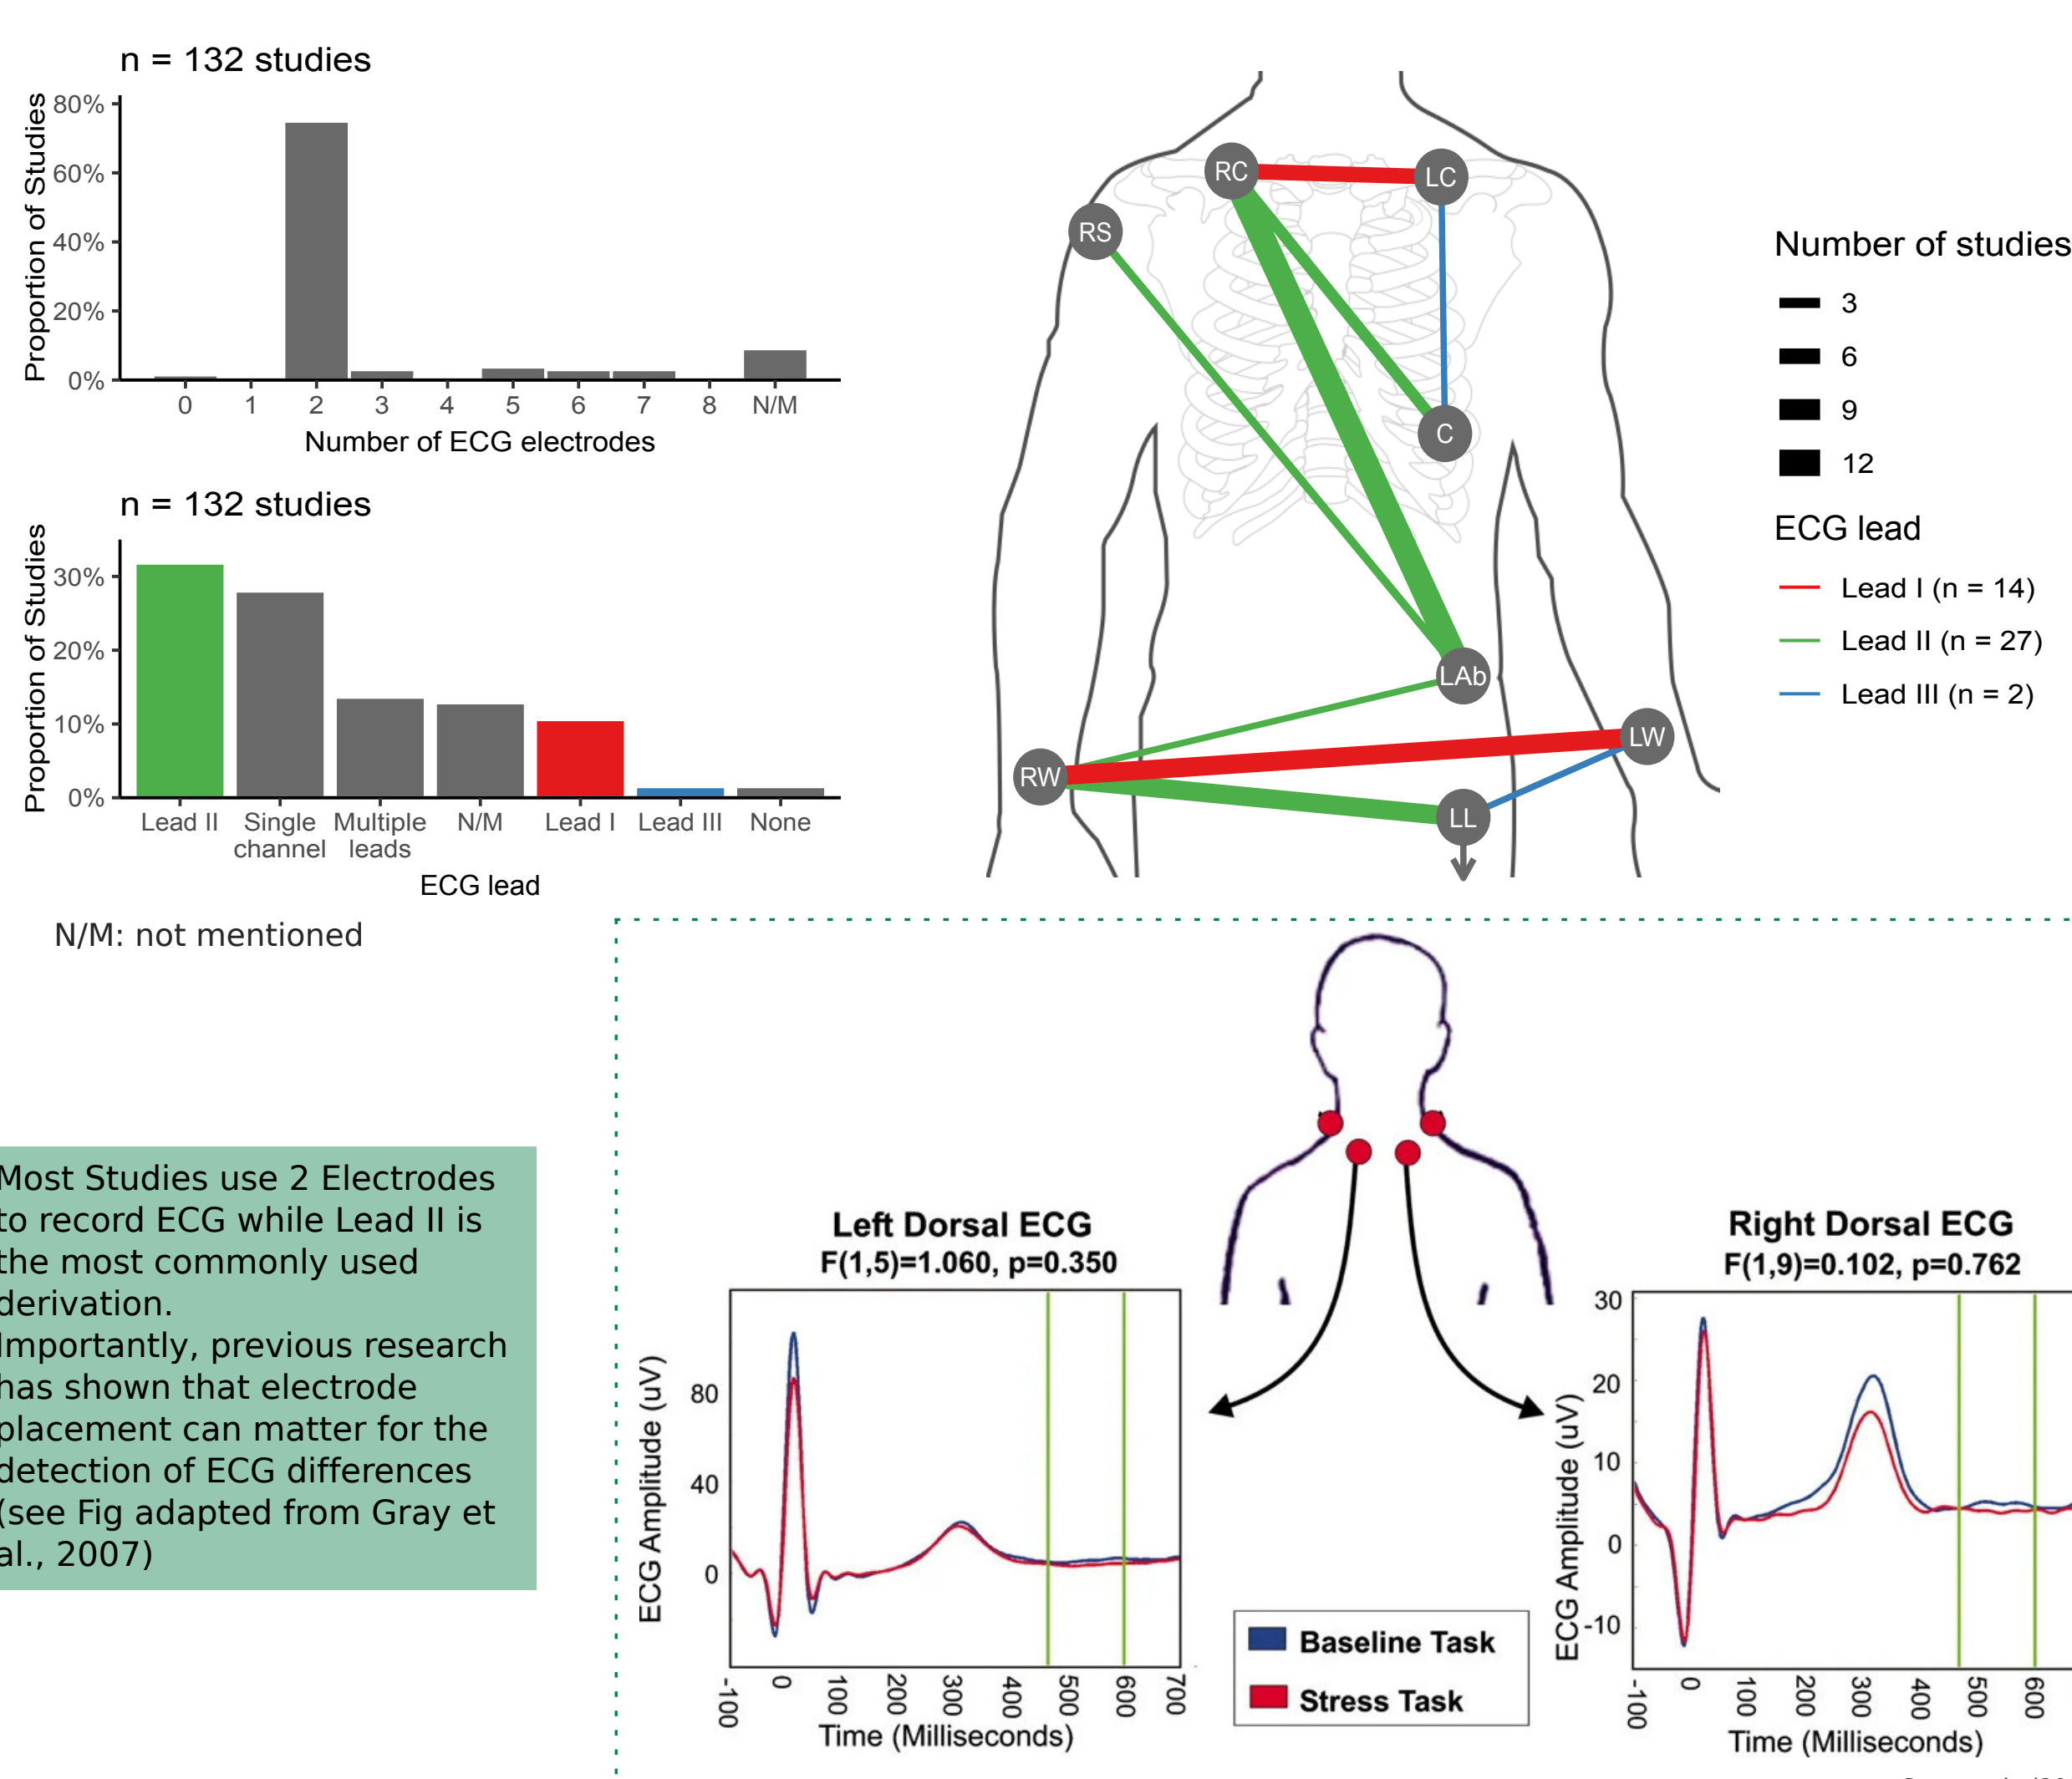 n = 132 studies
Proportion of Studies
80%
60%
40%
20%
0%
0 1 2 3 4 5 6 7 8 N/M
Number of ECG electrodes
n = 132 studies
Proportion of Studies
30%
20%
10%
0%
Lead II Single channel Multiple leads N/M Lead I Lead III None
ECG lead
N/M: not mentioned
RC
LC
RS
C
LAb
LW
RW
LL
Number of studies
3
6
9
12
ECG lead
Lead I (n = 14)
Lead II (n = 27)
Lead III (n = 2)
Most Studies use 2 Electrodes
to record ECG while Lead II is
the most commonly used
derivation.
Importantly, previous research
has shown that electrode
placement can matter for the
detection of ECG differences
(see Fig adapted from Gray et
al., 2007)
Left Dorsal ECG
F(1,5)=1.060, p=0.350
ECG Amplitude (uV)
80
40
0
-100 0 100 200 300 400 500 600 700
Time (Milliseconds)
Baseline Task
Stress Task
Right Dorsal ECG
F(1,9)=0.102, p=0.762
ECG Amplitude (uV)
30
20
10
0
-10
-100 0 100 200 300 400 500 600
Time (Milliseconds)